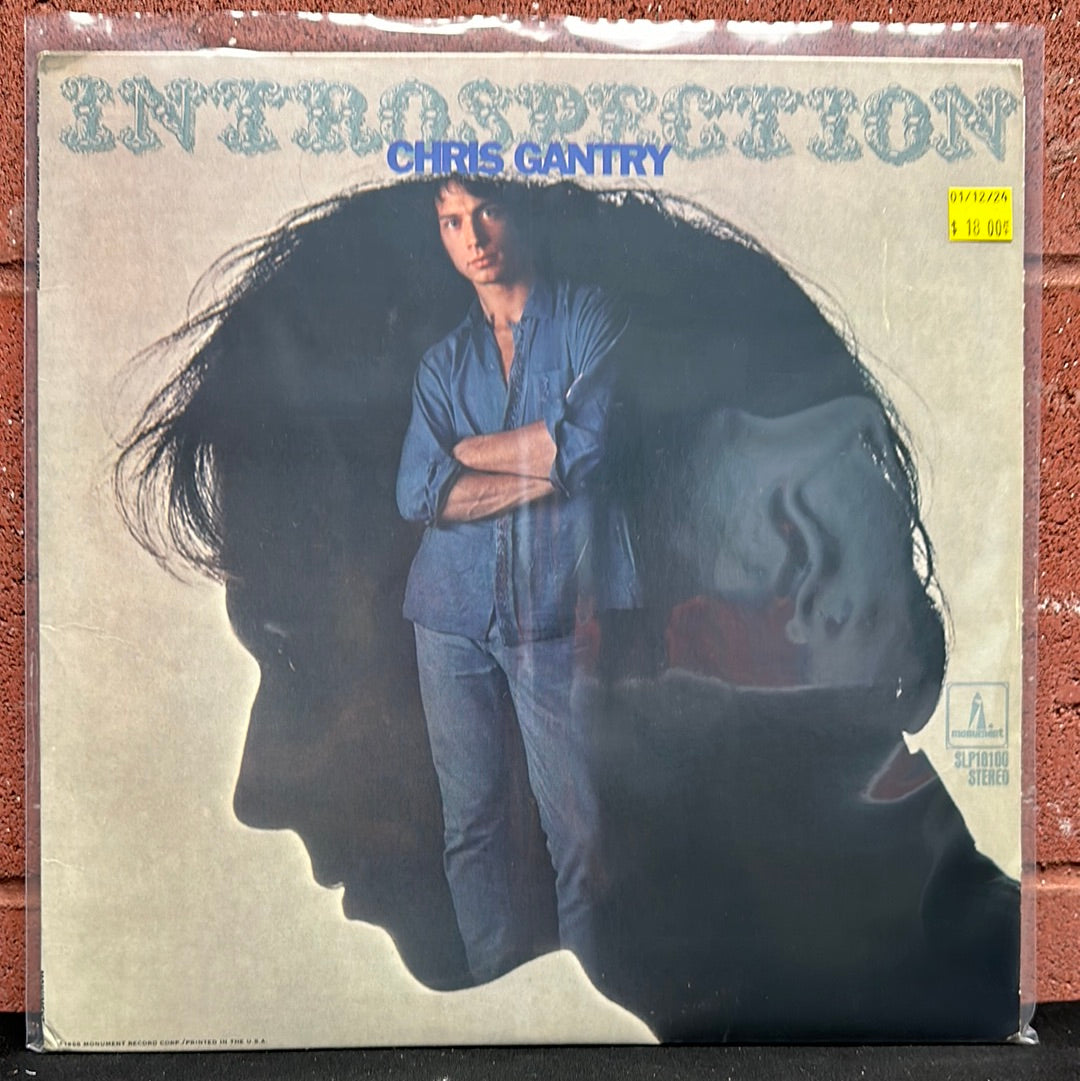 INTROSPECTION
CHRIS GANTRY
01/12/24
$ 18.00
monument
SLP18100
STEREO
MONUMENT RECORD CORP./PRINTED IN THE U.S.A.